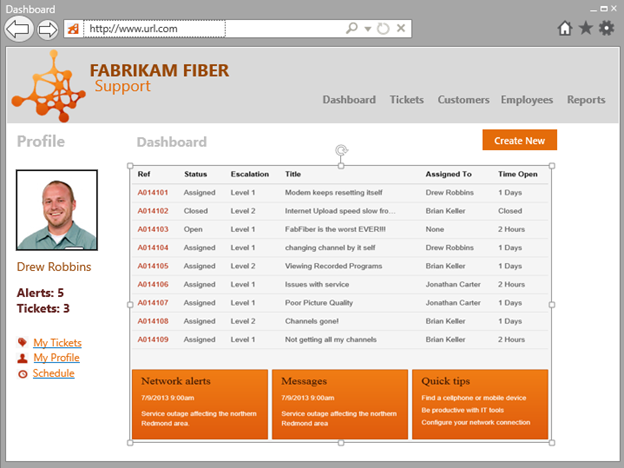 Dashboard
http://www.url.com
FABRIKAM FIBER
Support
Dashboard Tickets Customers Employees Reports
Profile
Dashboard
Create New
Drew Robbins
Alerts: 5
Tickets: 3
My Tickets
My Profile
Schedule
Ref Status Escalation Title Assigned To Time Open
A014101 Assigned Level 1 Modem keeps resetting itself Drew Robbins 1 Days
A014102 Closed Level 2 Internet Upload speed slow fro... Brian Keller Closed
A014103 Open Level 1 FabFiber is the worst EVER!!! None 2 Hours
A014104 Assigned Level 1 changing channel by it self Drew Robbins 1 Days
A014105 Assigned Level 2 Viewing Recorded Programs Brian Keller 1 Days
A014106 Assigned Level 1 Issues with service Jonathan Carter 2 Hours
A014107 Assigned Level 1 Poor Picture Quality Jonathan Carter 1 Days
A014108 Assigned Level 2 Channels gone! Brian Keller 1 Days
A014109 Assigned Level 1 Not getting all my channels Brian Keller 2 Hours
Network alerts
7/9/2013 9:00am
Service outage affecting the northern
Redmond area.
Messages
7/9/2013 9:00am
Service outage affecting the northern
Redmond area
Quick tips
Find a cellphone or mobile device
Be productive with IT tools
Configure your network connection